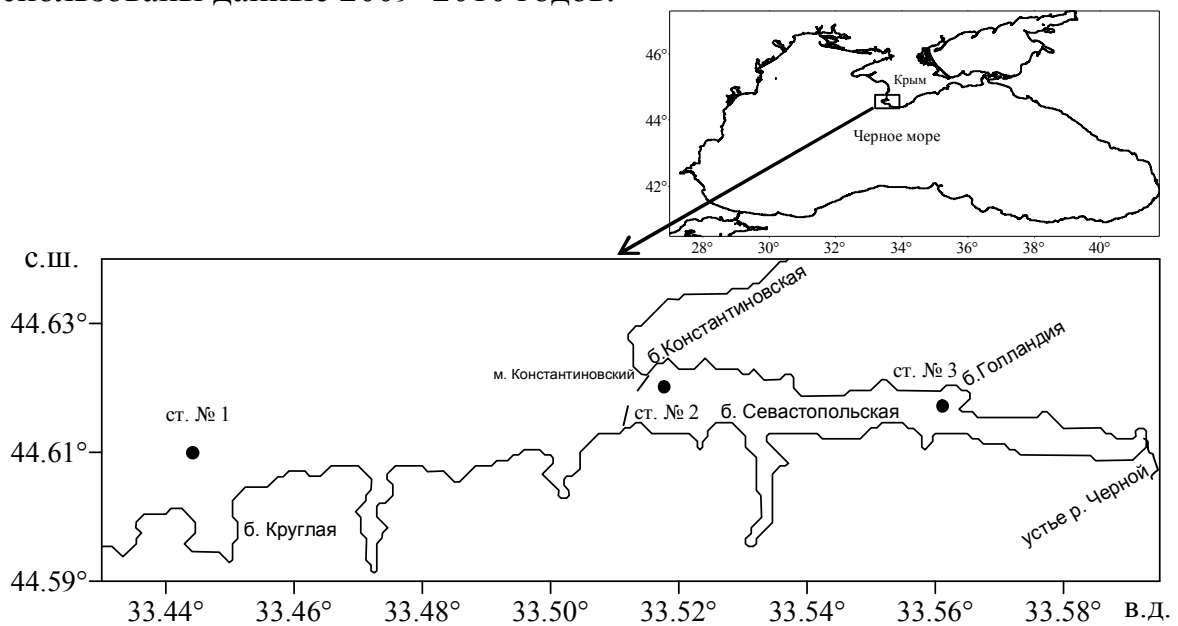 спользованы данные 2009–2010 годов.
46°
44°
42°
Крым
Черное море
28° 30° 32° 34° 36° 38° 40°
с.ш.
44.63°
44.61°
44.59°
б.Константиновская
м. Константиновский
ст. № 3
б.Голландия
ст. № 1
ст. № 2
б. Севастопольская
б. Круглая
устье р. Черной
33.44° 33.46° 33.48° 33.50° 33.52° 33.54° 33.56° 33.58° в.д.